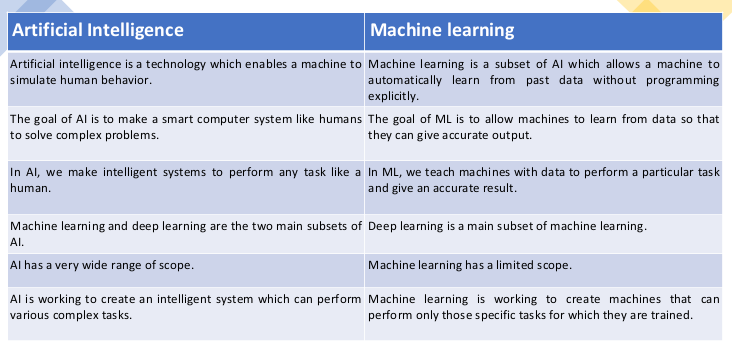 Artificial Intelligence
Machine learning
Artificial intelligence is a technology which enables a machine to
simulate human behavior.
Machine learning is a subset of AI which allows a machine to
automatically learn from past data without programming
explicitly.
The goal of AI is to make a smart computer system like humans
to solve complex problems.
The goal of ML is to allow machines to learn from data so that
they can give accurate output.
In AI, we make intelligent systems to perform any task like a
human.
In ML, we teach machines with data to perform a particular task
and give an accurate result.
Machine learning and deep learning are the two main subsets of
AI.
Deep learning is a main subset of machine learning.
AI has a very wide range of scope.
Machine learning has a limited scope.
AI is working to create an intelligent system which can perform
various complex tasks.
Machine learning is working to create machines that can
perform only those specific tasks for which they are trained.